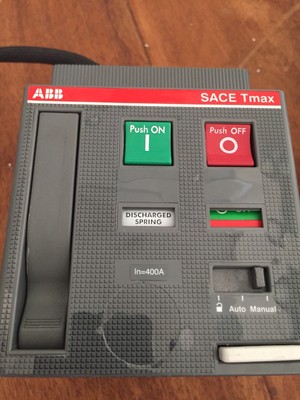 ABB
SACE Tmax
Push ON
I
Push OFF
O
DISCHARGED
SPRING
In=400A
Auto Manual